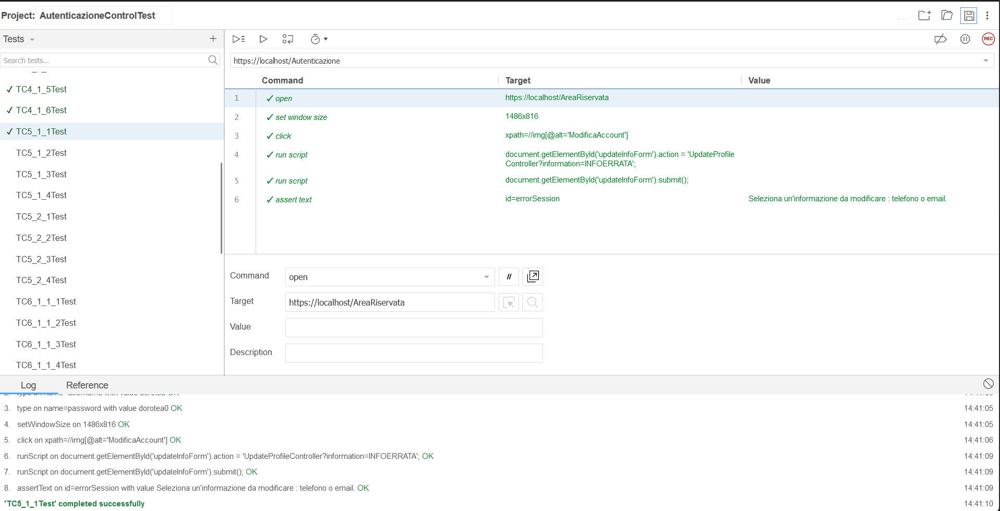 Project: AutenticazioneControlTest
Tests
REC
Search tests...
https://localhost/Autenticazione
Command Target Value
TC4_1_5Test
TC4_1_6Test
TC5_1_1Test
TC5_1_2Test
TC5_1_3Test
TC5_1_4Test
TC5_2_1Test
TC5_2_2Test
TC5_2_3Test
TC5_2_4Test
TC6_1_1_1Test
TC6_1_1_2Test
TC6_1_1_3Test
TC6_1_1_4Test
1 ✓ open https://localhost/AreaRiservata
2 ✓ set window size 1486x816
3 ✓ click xpath=//img[@alt='ModificaAccount']
4 ✓ run script document.getElementById('updateInfoForm').action = 'UpdateProfile
Controller?information=INFOERRATA';
5 ✓ run script document.getElementById('updateInfoForm').submit();
6 ✓ assert text id=errorSession Seleziona un'informazione da modificare : telefono o email.
Command open //
Target https://localhost/AreaRiservata
Value
Description
Log Reference
3. type on name=password with value dorotea0 OK 14:41:05
4. setWindowSize on 1486x816 OK 14:41:05
5. click on xpath=//img[@alt='ModificaAccount'] OK 14:41:06
6. runScript on document.getElementById('updateInfoForm').action = 'UpdateProfileController?information=INFOERRATA'; OK 14:41:09
7. runScript on document.getElementById('updateInfoForm').submit(); OK 14:41:09
8. assertText on id=errorSession with value Seleziona un'informazione da modificare : telefono o email. OK 14:41:09
'TC5_1_1Test' completed successfully 14:41:10